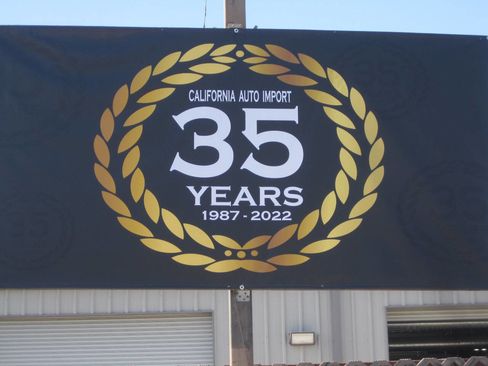 CALIFORNIA AUTO IMPORT
35
YEARS
1987 - 2022